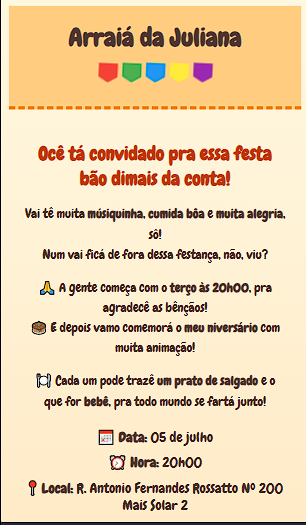 Arraiá da Juliana
Ocê tá convidado pra essa festa
bão dimais da conta!
Vai tê muita músiquinha, cumida bôa e muita alegria,
sô!
Num vai ficá de fora dessa festança, não, viu?
🙏 A gente começa com o terço às 20h00, pra
agradecê as bênçãos!
🎂 E depois vamo comemorá o meu niversário com
muita animação!
🍽️ Cada um pode trazê um prato de salgado e o
que for bebê, pra todo mundo se fartá junto!
📅 Data: 05 de julho
⏰ Hora: 20h00
📍 Local: R. Antonio Fernandes Rossatto Nº 200
Mais Solar 2